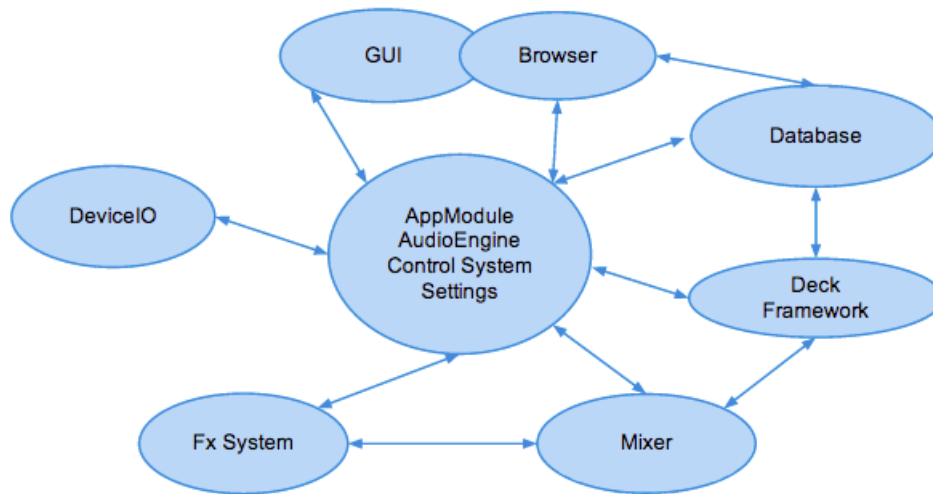 GUI
Browser
Database
DeviceIO
AppModule
AudioEngine
Control System
Settings
Deck
Framework
Fx System
Mixer